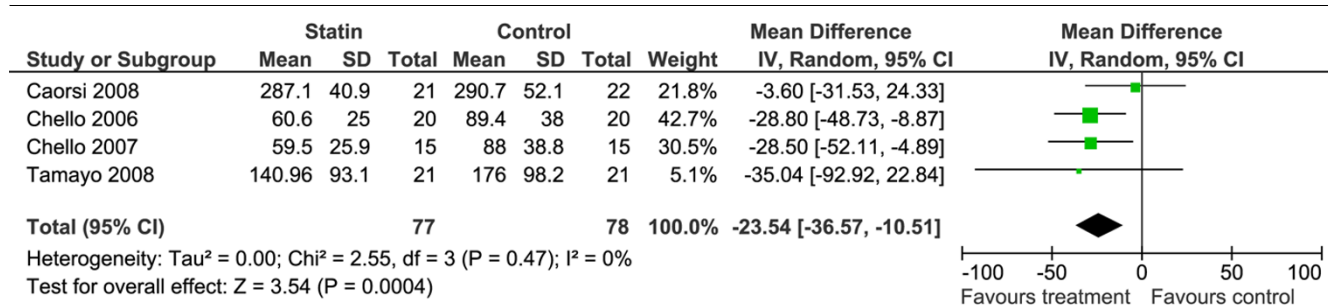 Statin Control Mean Difference Mean Difference
Study or Subgroup Mean SD Total Mean SD Total Weight IV, Random, 95% CI IV, Random, 95% CI
Caorsi 2008 287.1 40.9 21 290.7 52.1 22 21.8% -3.60 [-31.53, 24.33]
Chello 2006 60.6 25 20 89.4 38 20 42.7% -28.80 [-48.73, -8.87]
Chello 2007 59.5 25.9 15 88 38.8 15 30.5% -28.50 [-52.11, -4.89]
Tamayo 2008 140.96 93.1 21 176 98.2 21 5.1% -35.04 [-92.92, 22.84]
Total (95% CI) 77 78 100.0% -23.54 [-36.57, -10.51]
Heterogeneity: Tau² = 0.00; Chi² = 2.55, df = 3 (P = 0.47); I² = 0%
Test for overall effect: Z = 3.54 (P = 0.0004)
-100 -50 0 50 100
Favours treatment Favours control